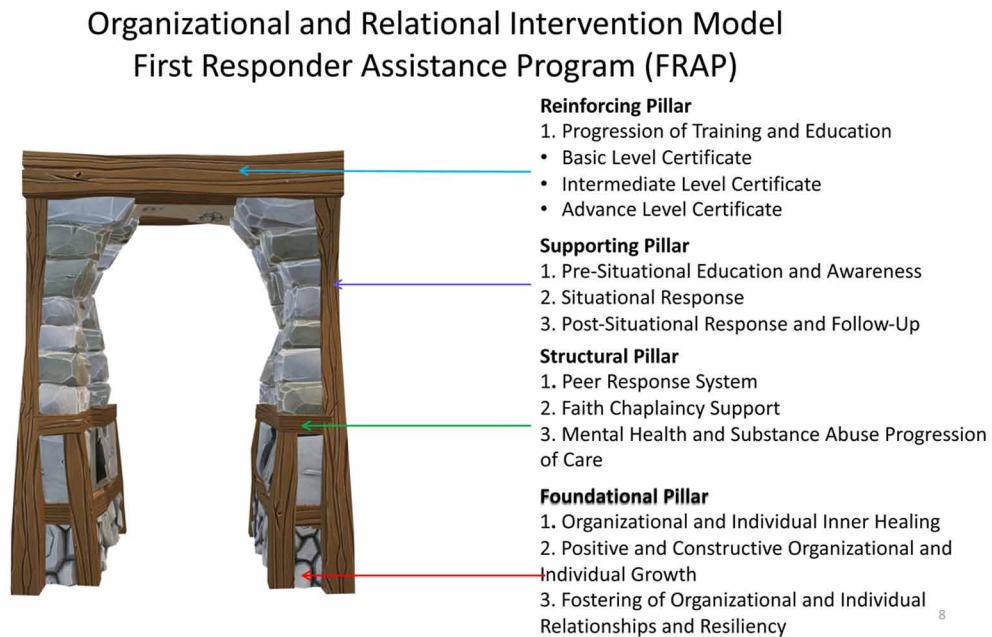 Organizational and Relational Intervention Model
First Responder Assistance Program (FRAP)
Reinforcing Pillar
1. Progression of Training and Education
• Basic Level Certificate
• Intermediate Level Certificate
• Advance Level Certificate
Supporting Pillar
1. Pre-Situational Education and Awareness
2. Situational Response
3. Post-Situational Response and Follow-Up
Structural Pillar
1. Peer Response System
2. Faith Chaplaincy Support
3. Mental Health and Substance Abuse Progression
of Care
Foundational Pillar
1. Organizational and Individual Inner Healing
2. Positive and Constructive Organizational and
Individual Growth
3. Fostering of Organizational and Individual
Relationships and Resiliency
8